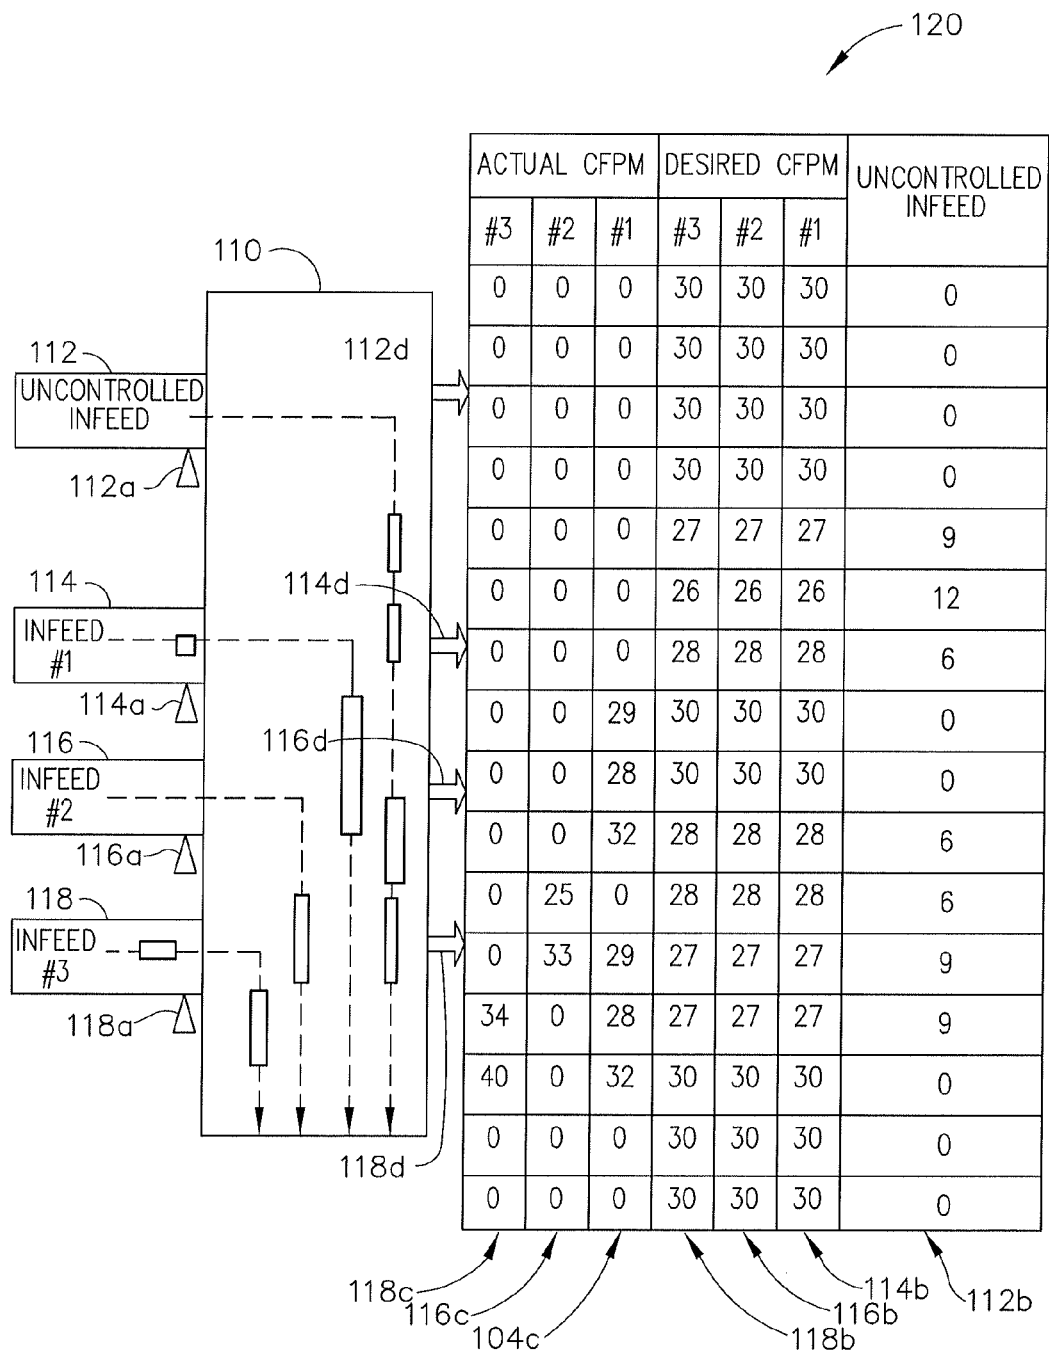 120
ACTUAL CFPM DESIRED CFPM UNCONTROLLED INFEED
#3 #2 #1 #3 #2 #1
0 0 0 30 30 30 0
0 0 0 30 30 30 0
0 0 0 30 30 30 0
0 0 0 30 30 30 0
0 0 0 27 27 27 9
0 0 0 26 26 26 12
0 0 0 28 28 28 6
0 0 29 30 30 30 0
0 0 28 30 30 30 0
0 0 32 28 28 28 6
0 25 0 28 28 28 6
0 33 29 27 27 27 9
34 0 28 27 27 27 9
40 0 32 30 30 30 0
0 0 0 30 30 30 0
0 0 0 30 30 30 0
110
112
112d
UNCONTROLLED
INFEED
112a
114
114d
INFEED
#1
114a
116
116d
INFEED
#2
116a
118
INFEED
#3
118a
118d
118c
116c
104c
118b
116b
114b
112b